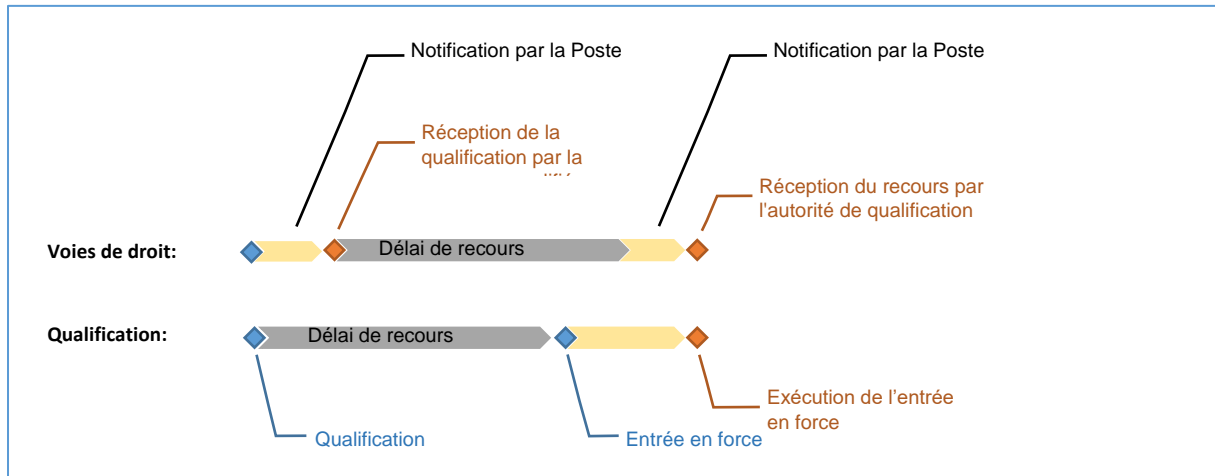 Notification par la Poste
Notification par la Poste
Réception de la
qualification par la
Réception du recours par
l'autorité de qualification
Voies de droit:
Délai de recours
Qualification:
Délai de recours
Exécution de l’entrée
en force
Qualification
Entrée en force